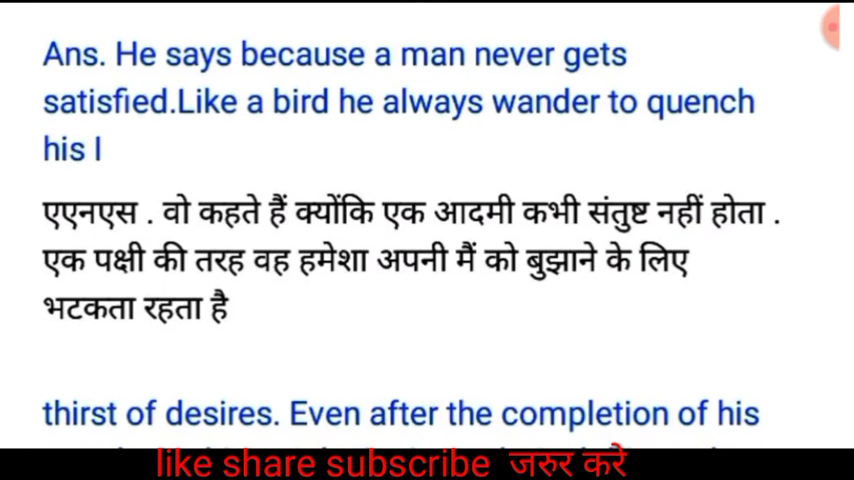 Ans. He says because a man never gets
satisfied.Like a bird he always wander to quench
his I
एएनएस . वो कहते हैं क्योंकि एक आदमी कभी संतुष्ट नहीं होता .
एक पक्षी की तरह वह हमेशा अपनी मैं को बुझाने के लिए
भटकता रहता है
thirst of desires. Even after the completion of his
like share subscribe जरुर करे